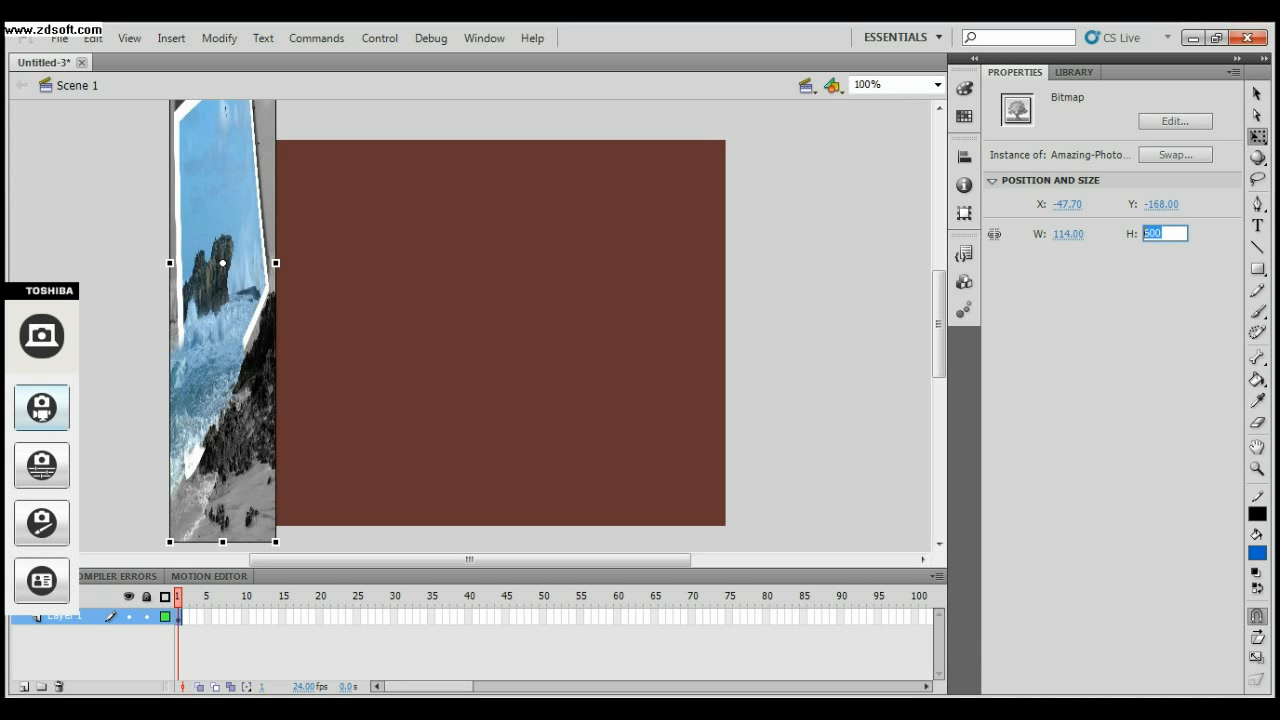 www.zdsoft.com
File Edit View Insert Modify Text Commands Control Debug Window Help
ESSENTIALS
CS Live
Untitled-3*
PROPERTIES LIBRARY
Scene 1
100%
Bitmap
Edit...
Instance of: Amazing-Photo... Swap...
POSITION AND SIZE
X: -47.70 Y: -168.00
W: 114.00 H: 600
TOSHIBA
COMPILER ERRORS MOTION EDITOR
1 5 10 15 20 25 30 35 40 45 50 55 60 65 70 75 80 85 90 95 100
Layer 1
1 24.00 fps 0.0 s